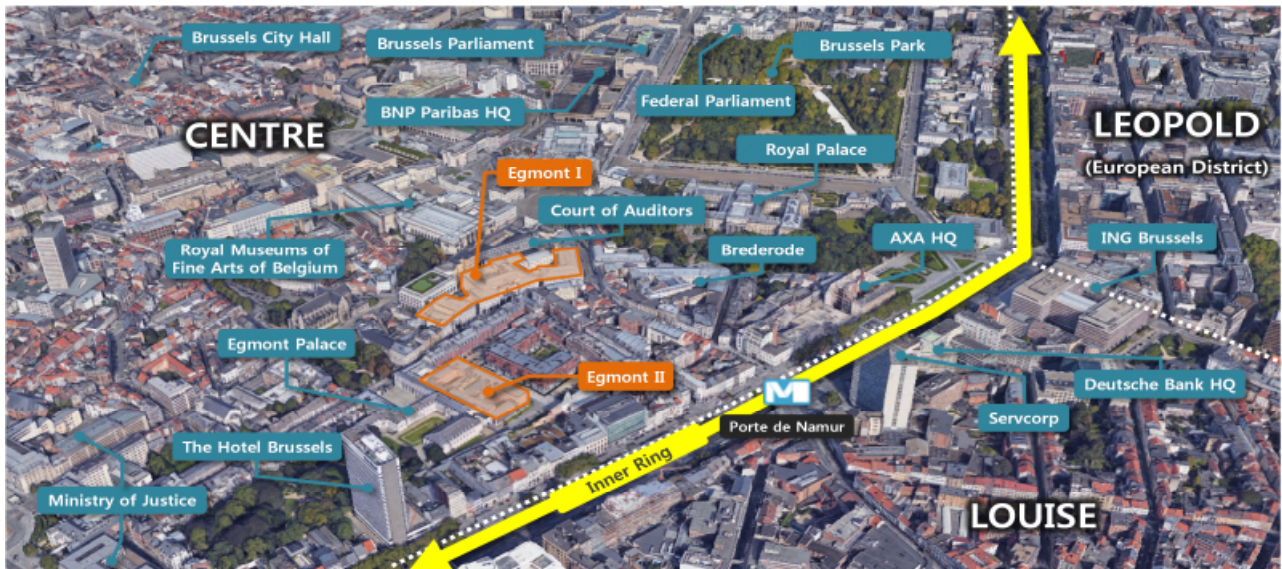 Brussels City Hall
Brussels Parliament
Brussels Park
BNP Paribas HQ
Federal Parliament
CENTRE
LEOPOLD
(European District)
Royal Palace
Egmont I
Court of Auditors
Royal Museums of
Fine Arts of Belgium
Brederode
AXA HQ
ING Brussels
Egmont Palace
Egmont II
Deutsche Bank HQ
M
Servcorp
Porte de Namur
The Hotel Brussels
Inner Ring
Ministry of Justice
LOUISE